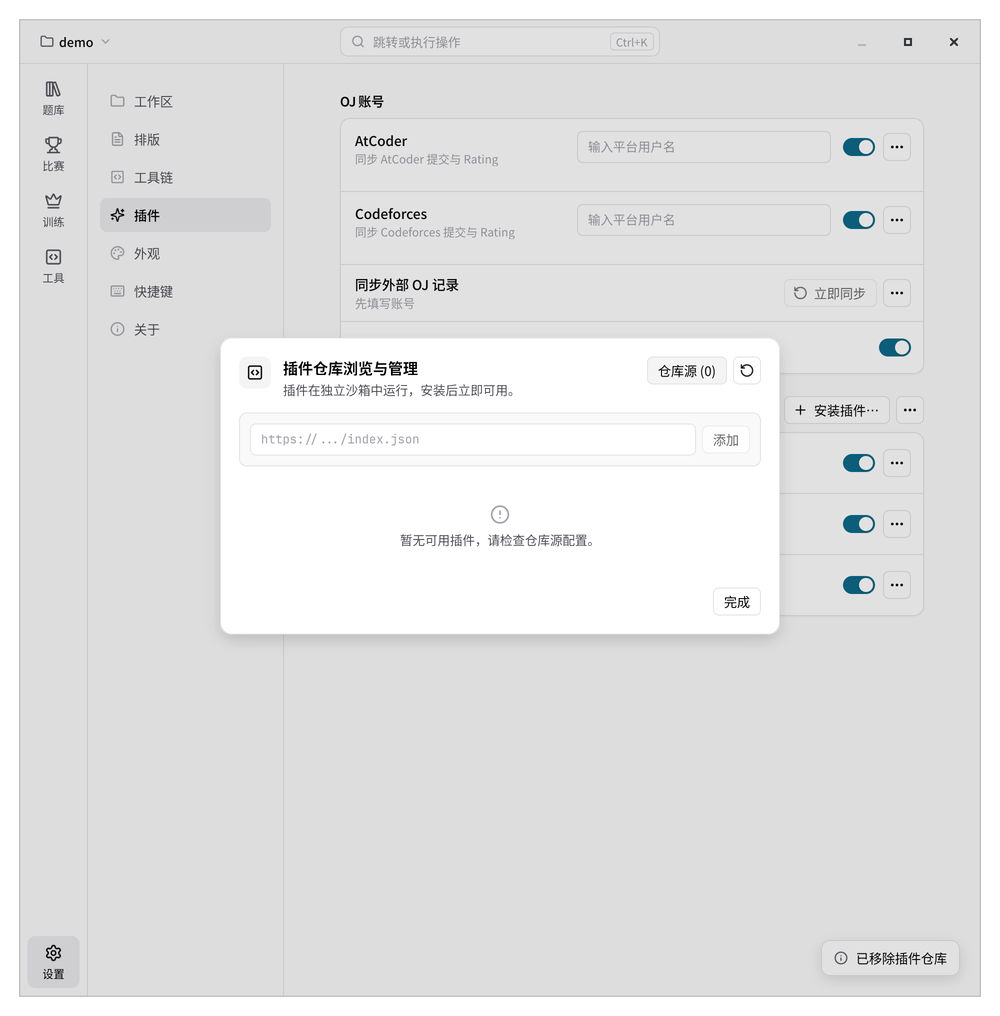 demo
跳转或执行操作
Ctrl+K
题库
比赛
训练
工具
设置
工作区
排版
工具链
插件
外观
快捷键
关于
OJ 账号
AtCoder
同步 AtCoder 提交与 Rating
输入平台用户名
Codeforces
同步 Codeforces 提交与 Rating
输入平台用户名
同步外部 OJ 记录
先填写账号
立即同步
安装插件…
插件仓库浏览与管理
插件在独立沙箱中运行，安装后立即可用。
仓库源 (0)
https://.../index.json
添加
暂无可用插件，请检查仓库源配置。
完成
已移除插件仓库